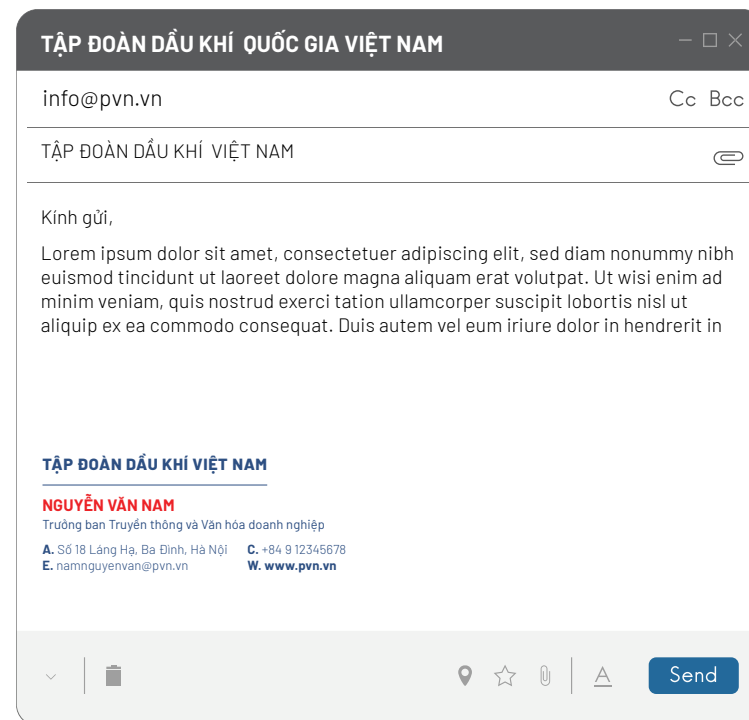 TẬP ĐOÀN DẦU KHÍ QUỐC GIA VIỆT NAM
info@pvn.vn Cc Bcc
TẬP ĐOÀN DẦU KHÍ VIỆT NAM
Kính gửi,
Lorem ipsum dolor sit amet, consectetuer adipiscing elit, sed diam nonummy nibh
euismod tincidunt ut laoreet dolore magna aliquam erat volutpat. Ut wisi enim ad
minim veniam, quis nostrud exerci tation ullamcorper suscipit lobortis nisl ut
aliquip ex ea commodo consequat. Duis autem vel eum iriure dolor in hendrerit in
TẬP ĐOÀN DẦU KHÍ VIỆT NAM
NGUYỄN VĂN NAM
Trưởng ban Truyền thông và Văn hóa doanh nghiệp
A. Số 18 Láng Hạ, Ba Đình, Hà Nội C. +84 9 12345678
E. namnguyenvan@pvn.vn W. www.pvn.vn
A Send